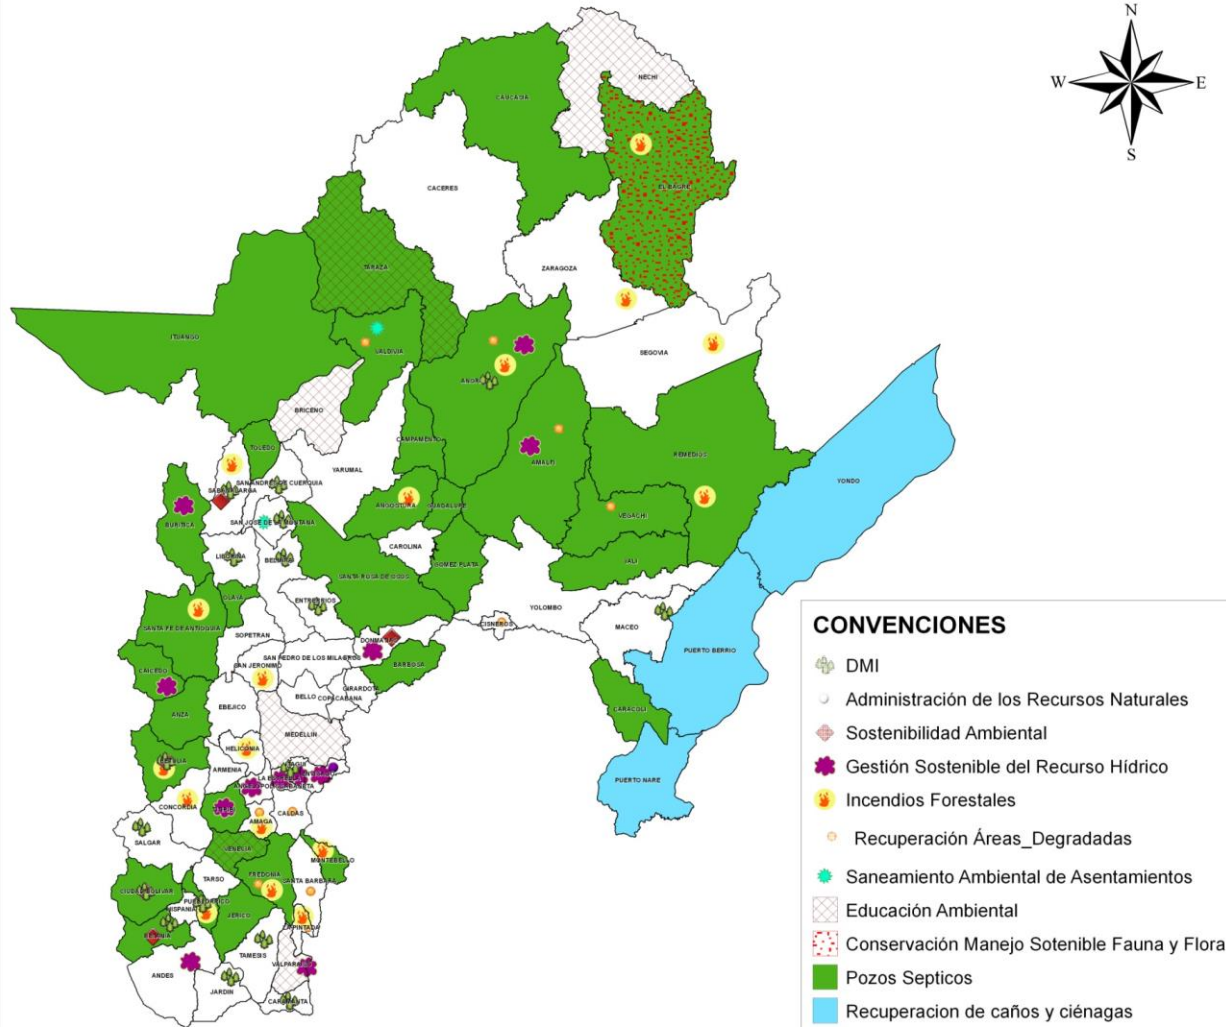 N
W
E
S
NECHI
CAUCASIA
EL BAGRE
CACERES
ZARAGOZA
TARAZA
SEGOVIA
ITUANGO
VALDIVIA
BRICEÑO
CAMPAMENTO
YARUMAL
TOLEDO
AMALFI
REMEDIOS
YONDO
SAN ANDRES DE CUERQUIA
ANGOSTURA
GUADALUPE
VEGACHI
BURITICA
SAN JOSE DE LA MONTAÑA
CAROLINA
LIBORINA
BELMIRA
GOMEZ PLATA
YALI
SANTA ROSA DE OSOS
OLAYA
ENTRERRIOS
YOLOMBO
CISNEROS
MACEO
SANTA FE DE ANTIOQUIA
SOPETRAN
DONMATIAS
PUERTO BERRIO
SAN PEDRO DE LOS MILAGROS
SAN JERONIMO
BARBOSA
CAICEDO
GIRARDOTA
BELLO
COPACABANA
EBEJICO
CARACOLI
ANZA
MEDELLIN
HELICONIA
ARMENIA
PUERTO NARE
CONCORDIA
CALDAS
AMAGA
SALGAR
VENECIA
MONTEBELLO
TARSO
FREDONIA
SANTA BARBARA
CIUDAD BOLIVAR
PUEBLORRICO
HISPANIA
JERICO
LA PINTADA
BETANIA
TAMESIS
VALPARAISO
ANDES
JARDIN
CARAMANTA
CONVENCIONES
DMI
Administración de los Recursos Naturales
Sostenibilidad Ambiental
Gestión Sostenible del Recurso Hídrico
Incendios Forestales
Recuperación Áreas_Degradadas
Saneamiento Ambiental de Asentamientos
Educación Ambiental
Conservación Manejo Sotenible Fauna y Flora
Pozos Septicos
Recuperacion de caños y ciénagas